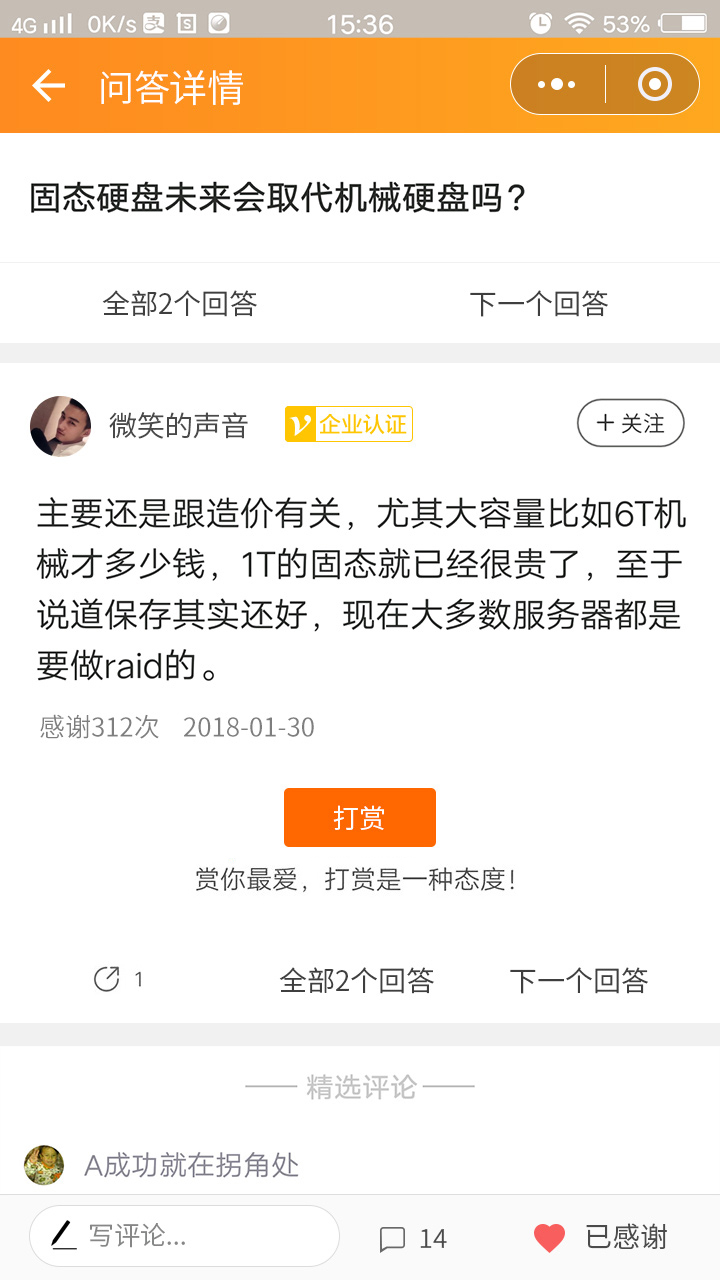 4G 0K/s 支 S 15:36 53%
问答详情
固态硬盘未来会取代机械硬盘吗？
全部2个回答 下一个回答
微笑的声音 V 企业认证 + 关注
主要还是跟造价有关，尤其大容量比如6T机
械才多少钱，1T的固态就已经很贵了，至于
说道保存其实还好，现在大多数服务器都是
要做raid的。
感谢312次 2018-01-30
打赏
赏你最爱，打赏是一种态度！
1 全部2个回答 下一个回答
精选评论
A成功就在拐角处
写评论... 14 已感谢